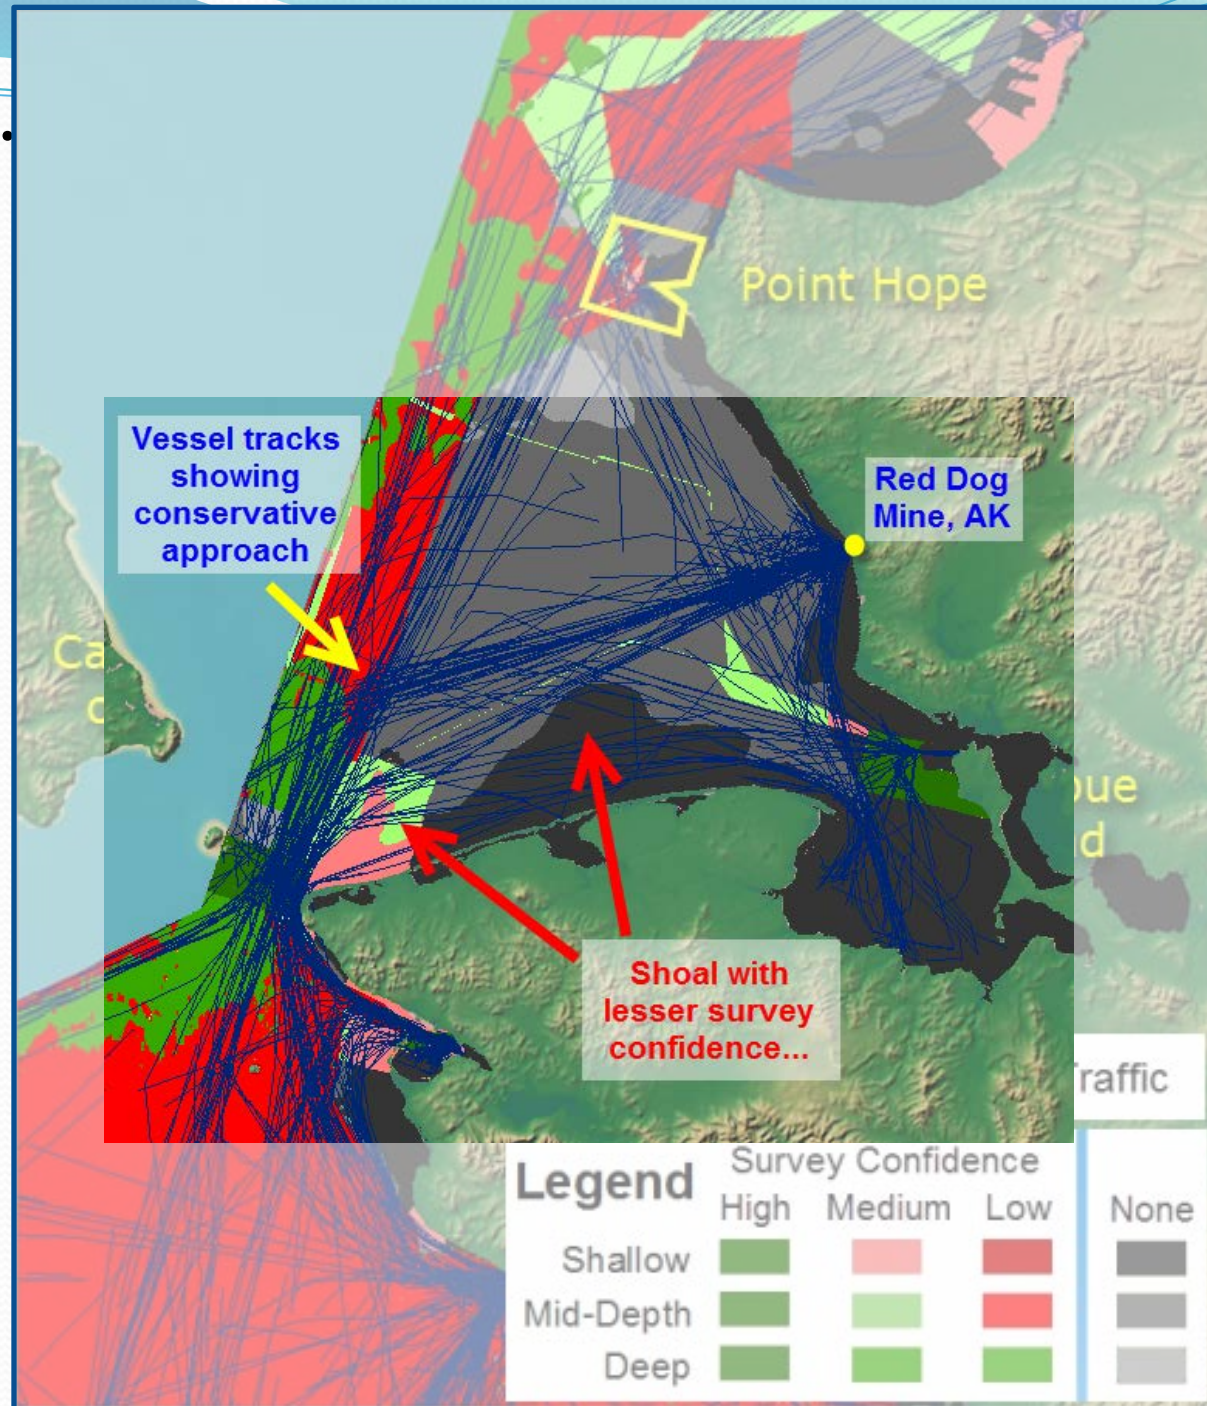 •
Point Hope
Vessel tracks
showing
conservative
approach
Red Dog
Mine, AK
Shoal with
lesser survey
confidence...
Legend
Survey Confidence
High Medium Low None
Shallow
Mid-Depth
Deep